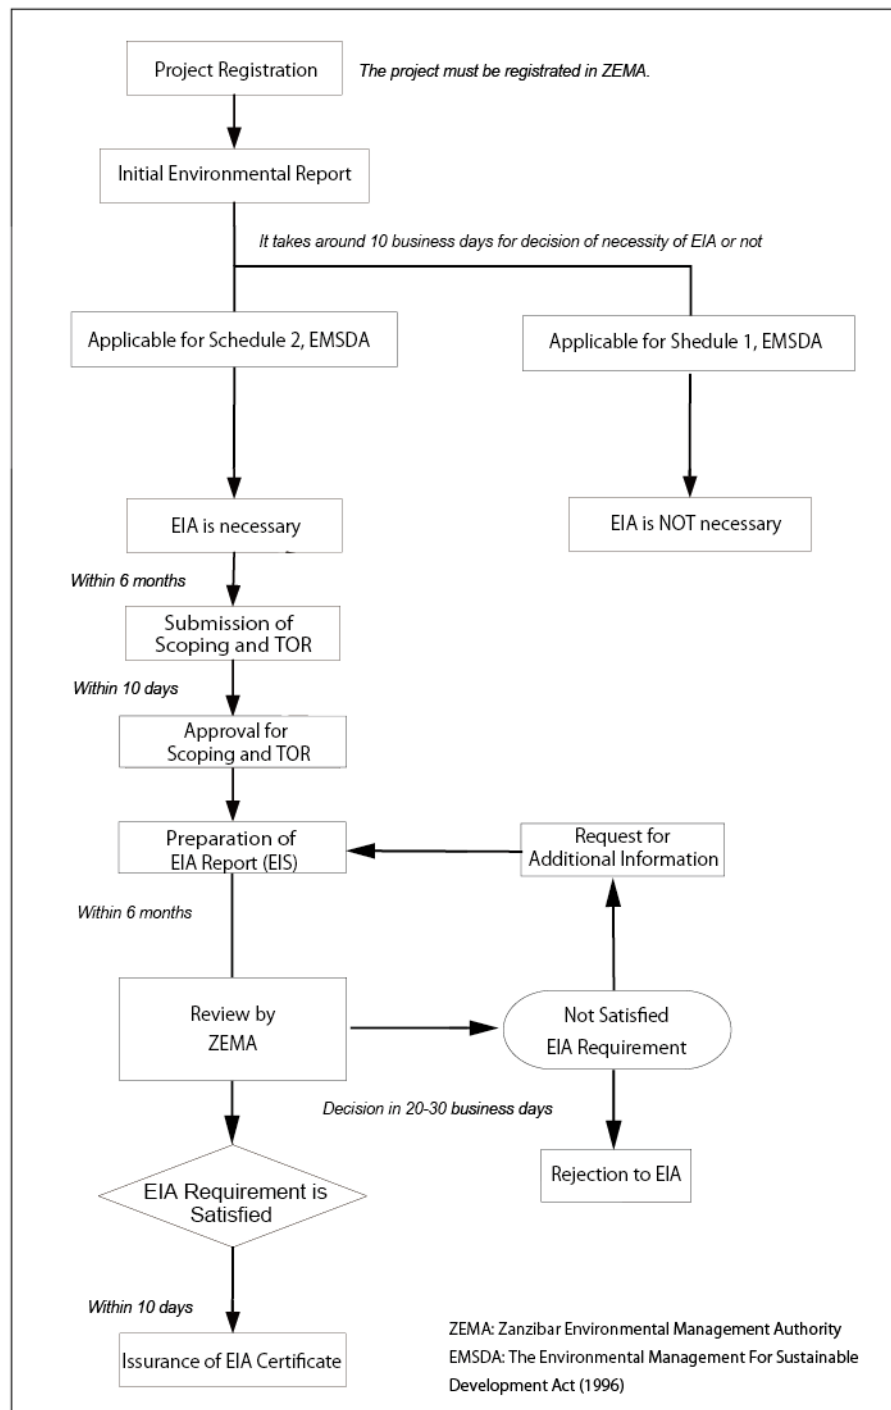 Project Registration
The project must be registrated in ZEMA.
Initial Environmental Report
It takes around 10 business days for decision of necessity of EIA or not
Applicable for Schedule 2, EMSDA
Applicable for Shedule 1, EMSDA
EIA is necessary
EIA is NOT necessary
Within 6 months
Submission of
Scoping and TOR
Within 10 days
Approval for
Scoping and TOR
Preparation of
EIA Report (EIS)
Request for
Additional Information
Within 6 months
Review by
ZEMA
Not Satisfied
EIA Requirement
Decision in 20-30 business days
EIA Requirement is
Satisfied
Rejection to EIA
Within 10 days
Issurance of EIA Certificate
ZEMA: Zanzibar Environmental Management Authority
EMSDA: The Environmental Management For Sustainable
Development Act (1996)